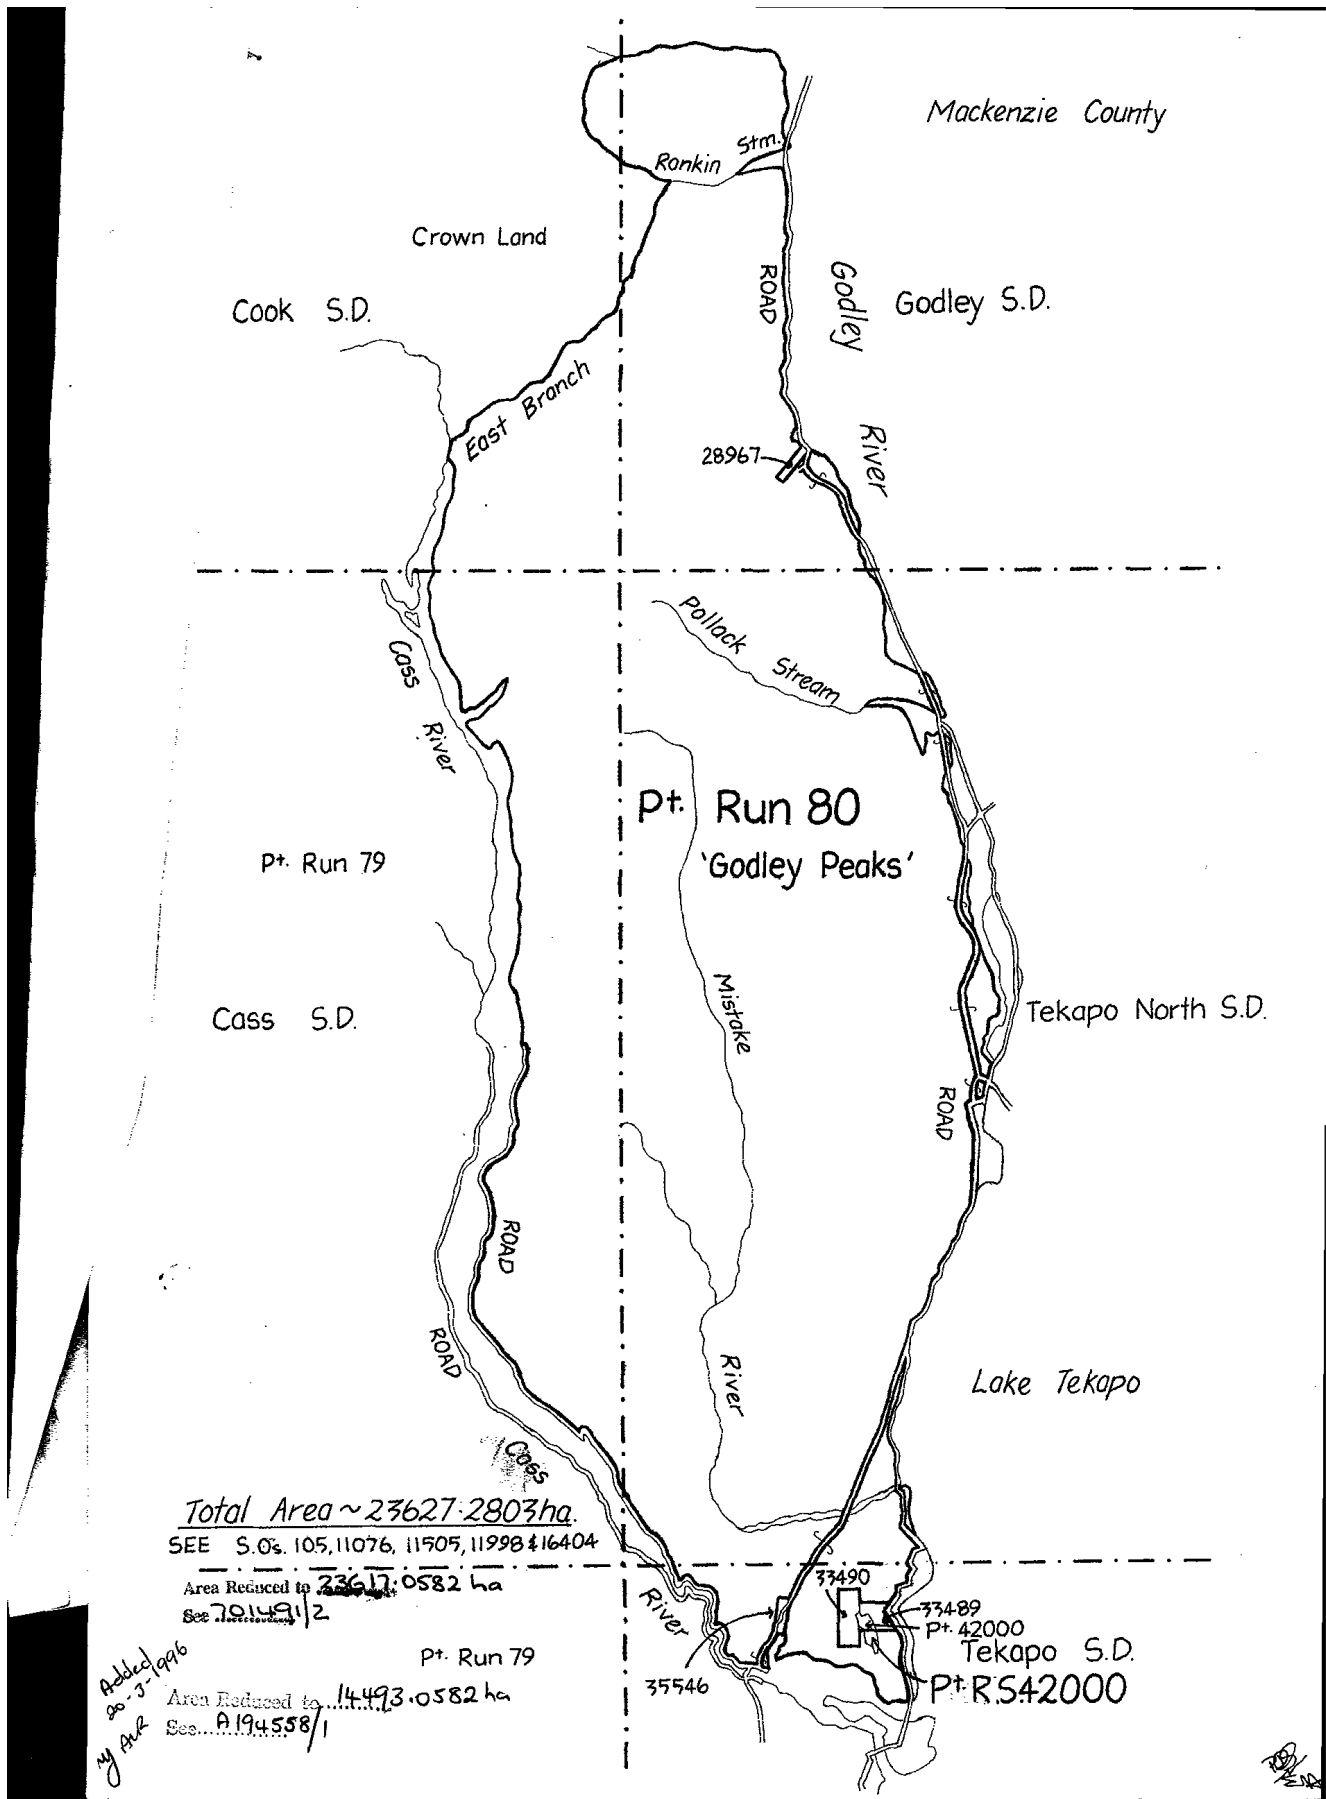 Mackenzie County
Rankin Stm.
Crown Land
Cook S.D.
ROAD
Godley
River
Godley S.D.
East Branch
28967
Pollack Stream
Cass
River
Pt. Run 80
'Godley Peaks'
Pt. Run 79
Mistake
Cass S.D.
Tekapo North S.D.
ROAD
ROAD
ROAD
River
Lake Tekapo
Cass
Total Area ~ 23627·2803ha.
SEE S.Os. 105, 11076, 11505, 11998 & 16404
Area Reduced to 23617.0582 ha
See 701491/2
River
33490
33489
Pt. 42000
Tekapo S.D.
35546
Pt. R.S 42000
Pt. Run 79
Added
20-3-1996
Area Reduced to 14493.0582 ha
See A194558/1